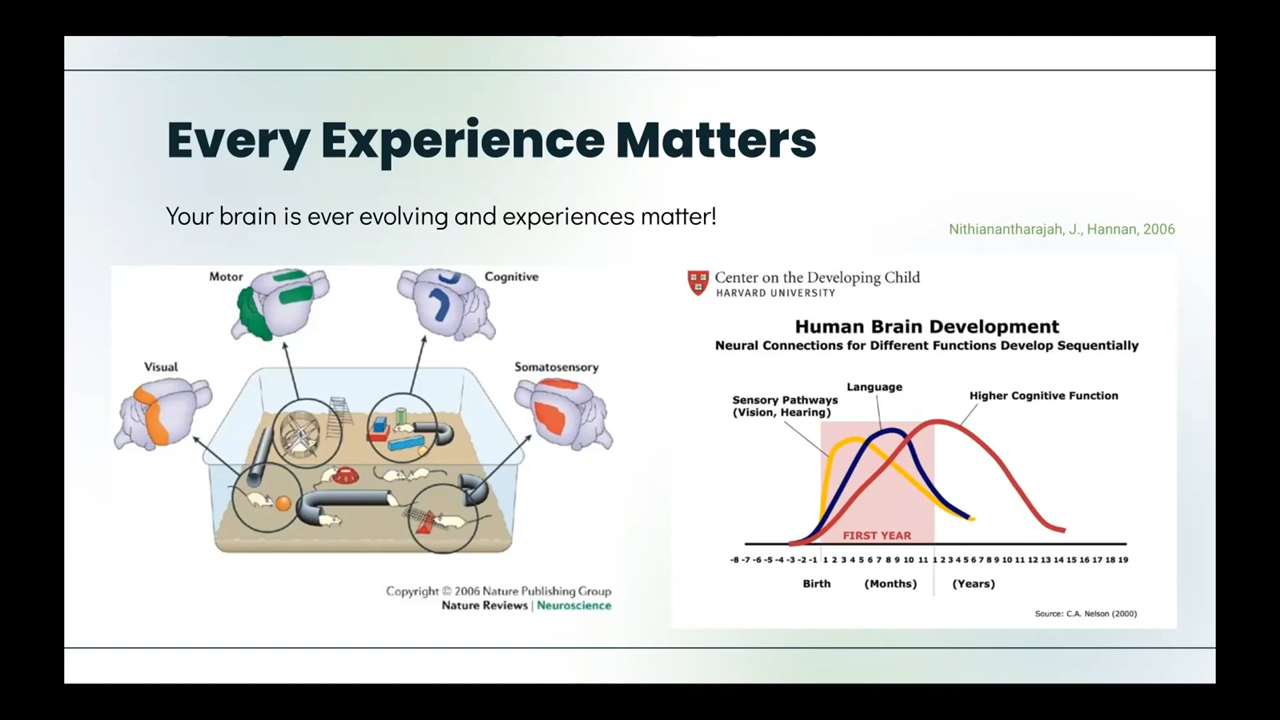 Every Experience Matters
Your brain is ever evolving and experiences matter!
Nithianantharajah, J., Hannan, 2006
Motor
Cognitive
Visual
Somatosensory
Copyright © 2006 Nature Publishing Group
Nature Reviews | Neuroscience
Center on the Developing Child
HARVARD UNIVERSITY
Human Brain Development
Neural Connections for Different Functions Develop Sequentially
Language
Sensory Pathways
(Vision, Hearing)
Higher Cognitive Function
FIRST YEAR
-8 -7 -6 -5 -4 -3 -2 -1 1 2 3 4 5 6 7 8 9 10 11 1 2 3 4 5 6 7 8 9 10 11 12 13 14 15 16 17 18 19
Birth (Months) (Years)
Source: C.A. Nelson (2000)